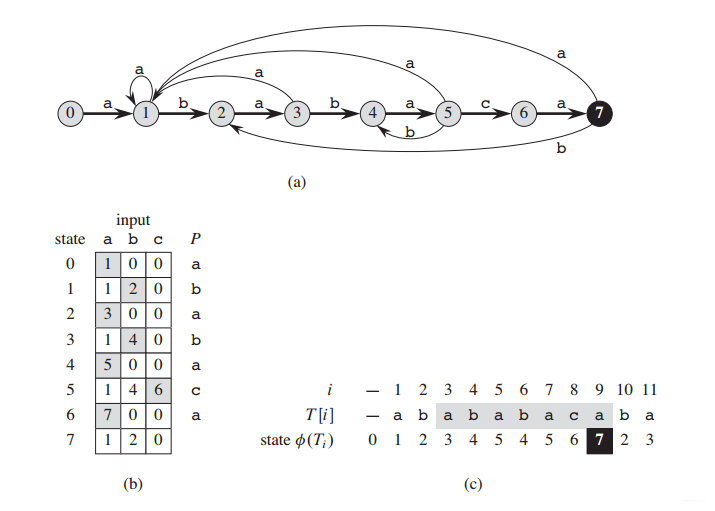 a a a a
a b a b a c a
0 1 2 3 4 5 6 7
b b
(a)
input
state a b c P
0 1 0 0 a
1 1 2 0 b
2 3 0 0 a
3 1 4 0 b
4 5 0 0 a
5 1 4 6 c
6 7 0 0 a
7 1 2 0
(b)
i — 1 2 3 4 5 6 7 8 9 10 11
T[i] — a b a b a b a c a b a
state ϕ(Tᵢ) 0 1 2 3 4 5 4 5 6 7 2 3
(c)